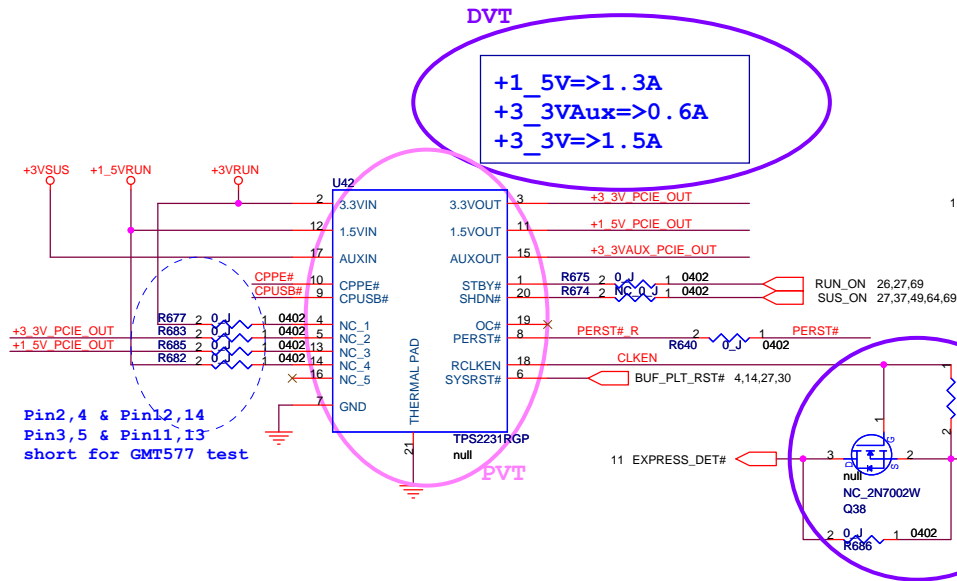 DVT
+1_5V=>1.3A
+3_3VAux=>0.6A
+3_3V=>1.5A
+3VSUS
+1_5VRUN
+3VRUN
U42
2 3.3VIN 3.3VOUT 3 +3_3V_PCIE_OUT
1
12 1.5VIN 1.5VOUT 11 +1_5V_PCIE_OUT
17 AUXIN AUXOUT 15 +3_3VAUX_PCIE_OUT
CPPE# 10 CPPE# STBY# 1 R675 2 0_J 1 0402 RUN_ON 26,27,69
CPUSB# 9 CPUSB# SHDN# 20 R674 2 NC_0_J 1 0402 SUS_ON 27,37,49,64,69
R677 2 0_J 1 0402 4 NC_1 OC# 19
+3_3V_PCIE_OUT R683 2 0_J 1 0402 5 NC_2 PERST# 8 PERST#_R 2 R640 0_J 1 0402 PERST#
+1_5V_PCIE_OUT R685 2 0_J 1 0402 13 NC_3
R682 2 0_J 1 0402 14 NC_4 RCLKEN 18 CLKEN
16 NC_5 SYSRST# 6 BUF_PLT_RST# 4,14,27,30
7 GND
THERMAL PAD
21
TPS2231RGP
null
PVT
Pin2,4 & Pin12,14
Pin3,5 & Pin11,13
short for GMT577 test
1
2
11 EXPRESS_DET#
3 D G 1 S 2
null
NC_2N7002W
Q38
2 0_J 1 0402
R686